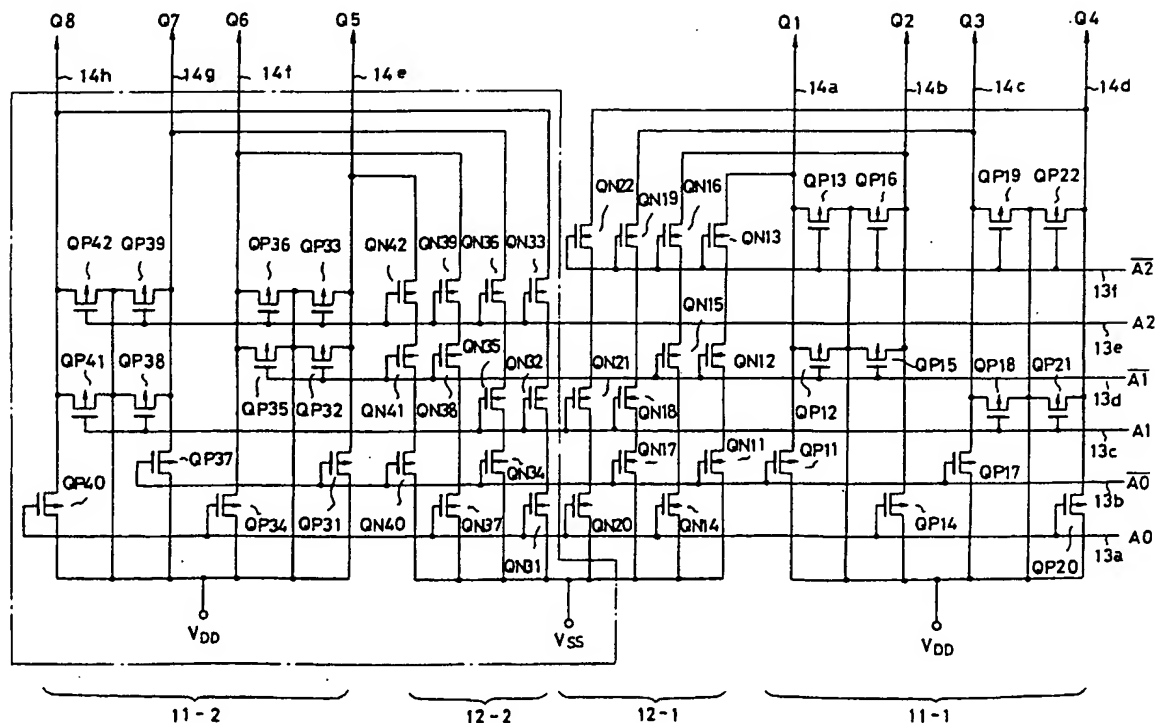 Q8 Q7 Q6 Q5 Q1 Q2 Q3 Q4
14h 14g 14f 14e 14a 14b 14c 14d
QN22 QN19 QN16 QP13 QP16 QP19 QP22
QN13
QP42 QP39 QP36 QP33 QN42 QN39 QN36 QN33
A2̅
13f
QN15
A2
13e
QP41 QP38 QN35 QN32 QN21 QN12 QP15 QP18 QP21
A1̅
QP35 QP32 QN41 QN38 QN18 QP12
13d
A1
13c
QP37 QN34 QN17 QN11 QP11 QP17
A0̅
13b
QP40 QP34 QP31 QN40 QN37 QN31 QN20 QN14 QP14 QP20
A0
13a
VDD VSS VDD
11-2 12-2 12-1 11-1